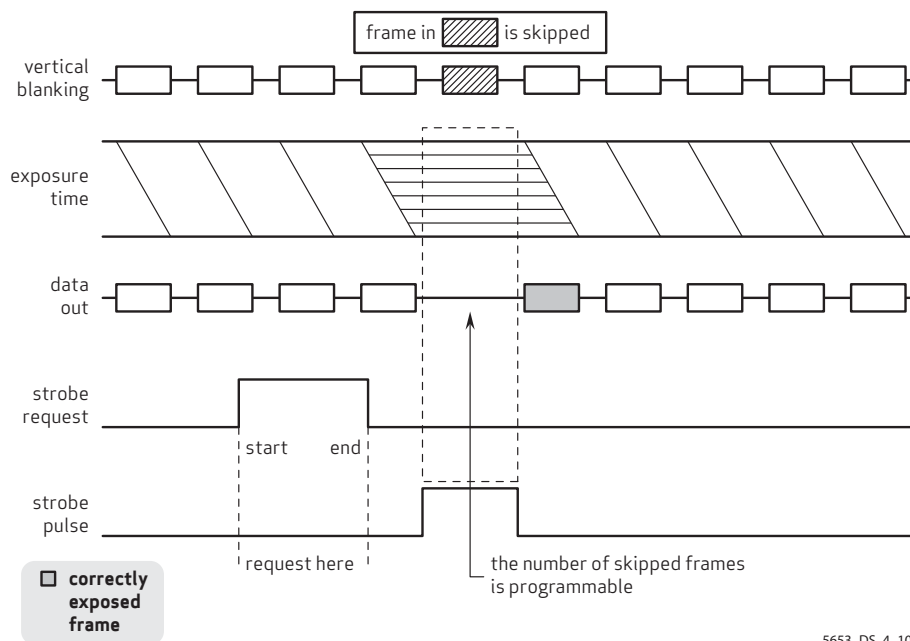 frame in is skipped
vertical
blanking
exposure
time
data
out
strobe
request
start end
strobe
pulse
request here
the number of skipped frames
is programmable
correctly
exposed
frame
5653_DS_4_10